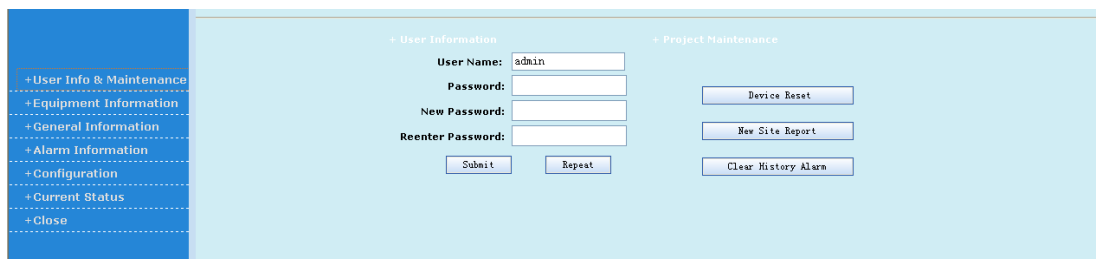 +User Info & Maintenance
+Equipment Information
+General Information
+Alarm Information
+Configuration
+Current Status
+Close
+ User Information
User Name: admin
Password:
New Password:
Reenter Password:
Submit Repeat
+ Project Maintenance
Device Reset
New Site Report
Clear History Alarm